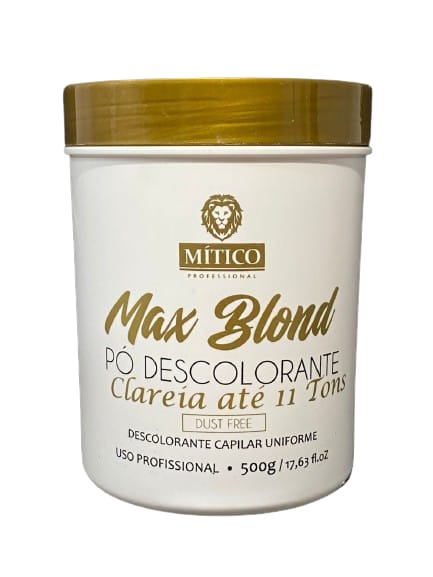 MÍTICO
PROFESSIONAL
Max Blond
PÓ DESCOLORANTE
Clareia até 11 Tons
DUST FREE
DESCOLORANTE CAPILAR UNIFORME
USO PROFISSIONAL • 500g / 17,63 fl.oz